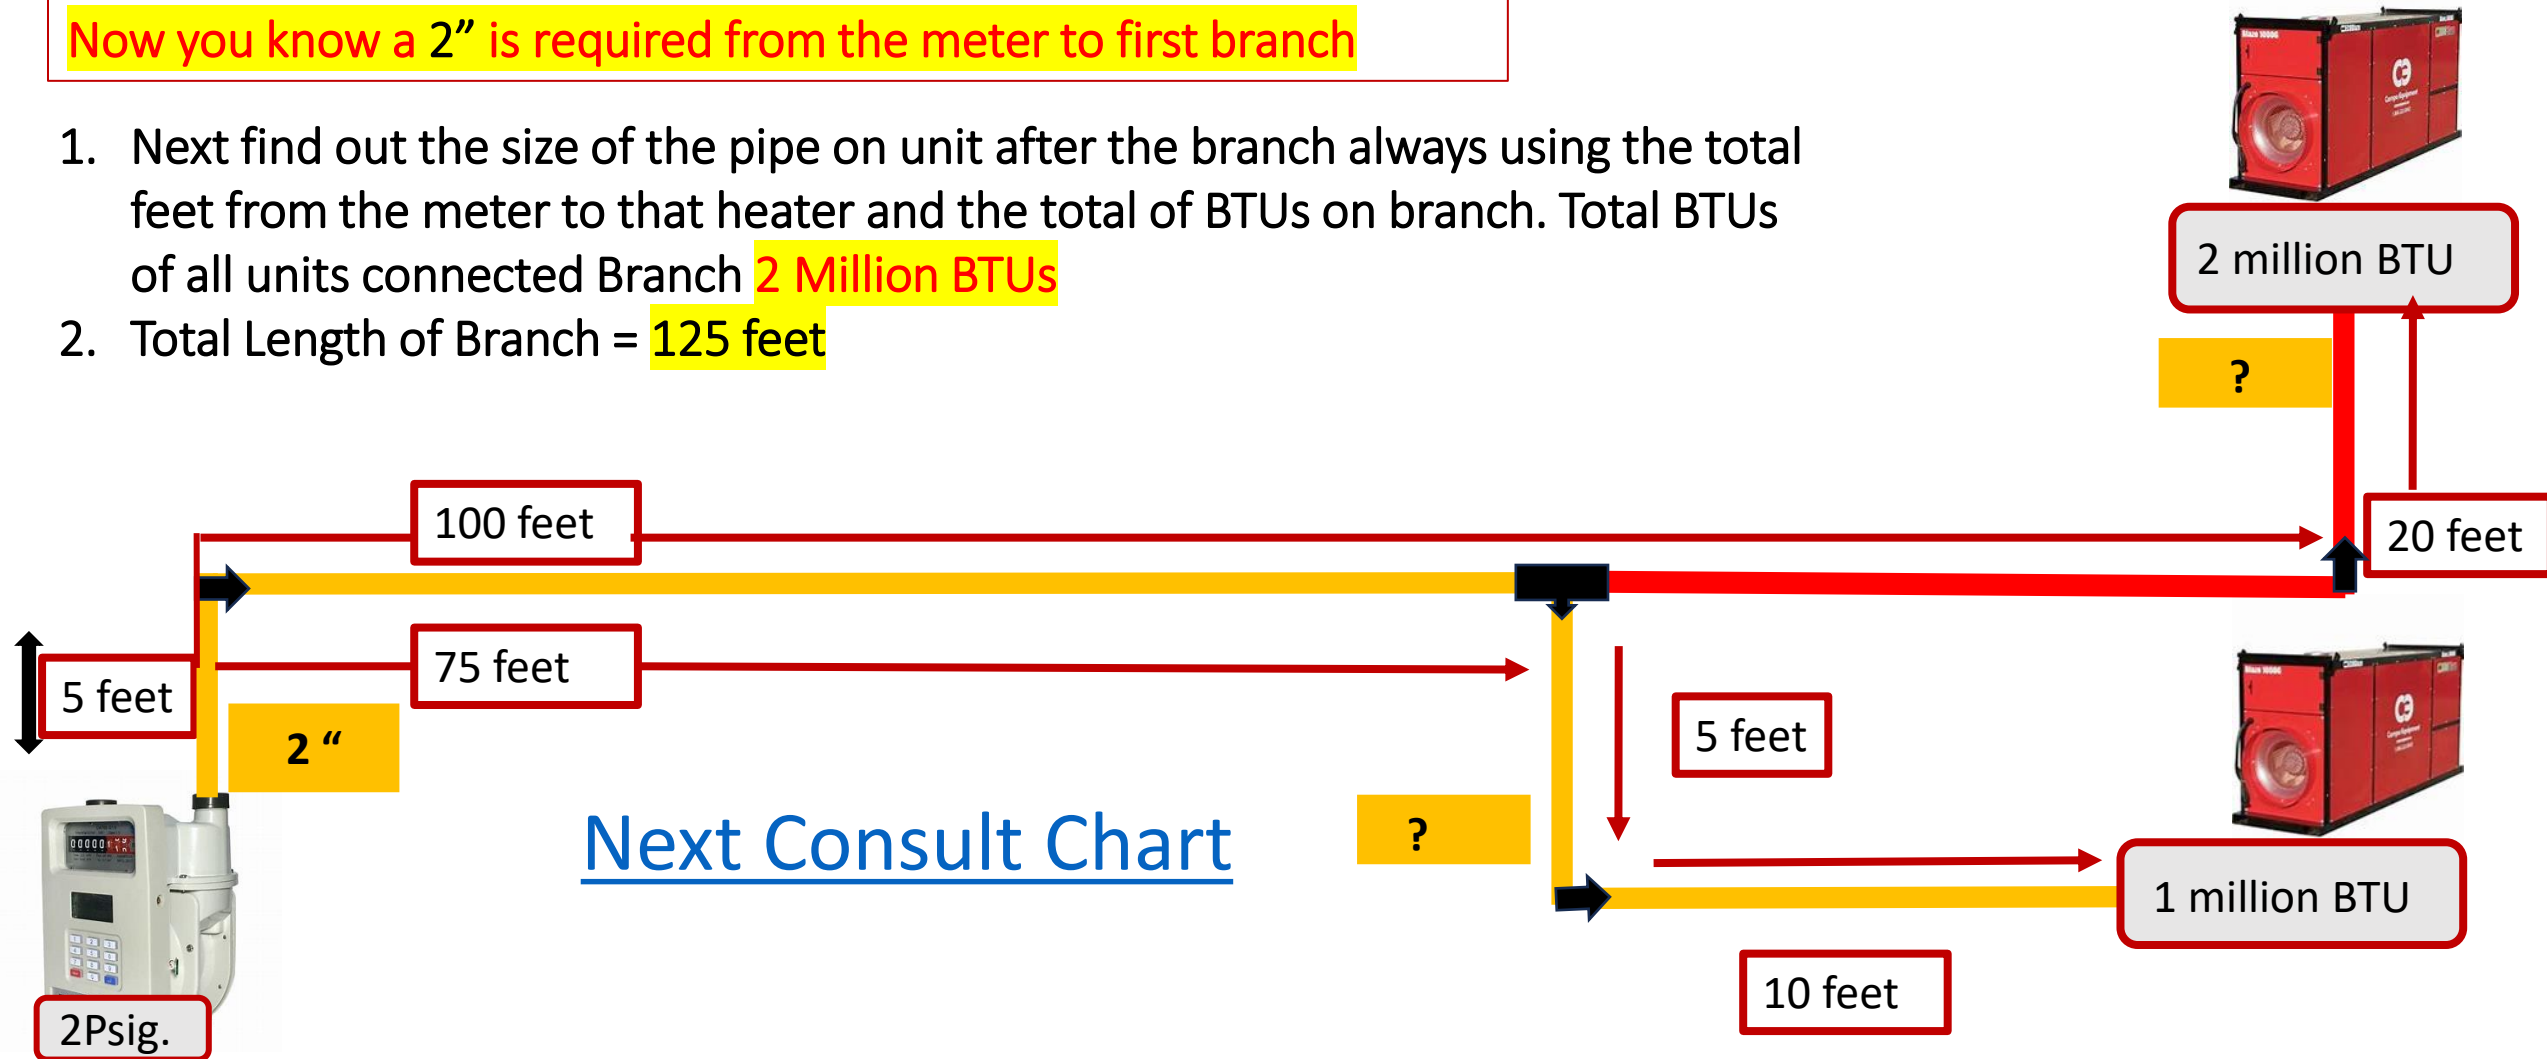 Now you know a 2” is required from the meter to first branch
1. Next find out the size of the pipe on unit after the branch always using the total
feet from the meter to that heater and the total of BTUs on branch. Total BTUs
of all units connected Branch 2 Million BTUs
2. Total Length of Branch = 125 feet
2 million BTU
?
100 feet
20 feet
75 feet
5 feet
2 “
5 feet
Next Consult Chart
?
1 million BTU
10 feet
2Psig.